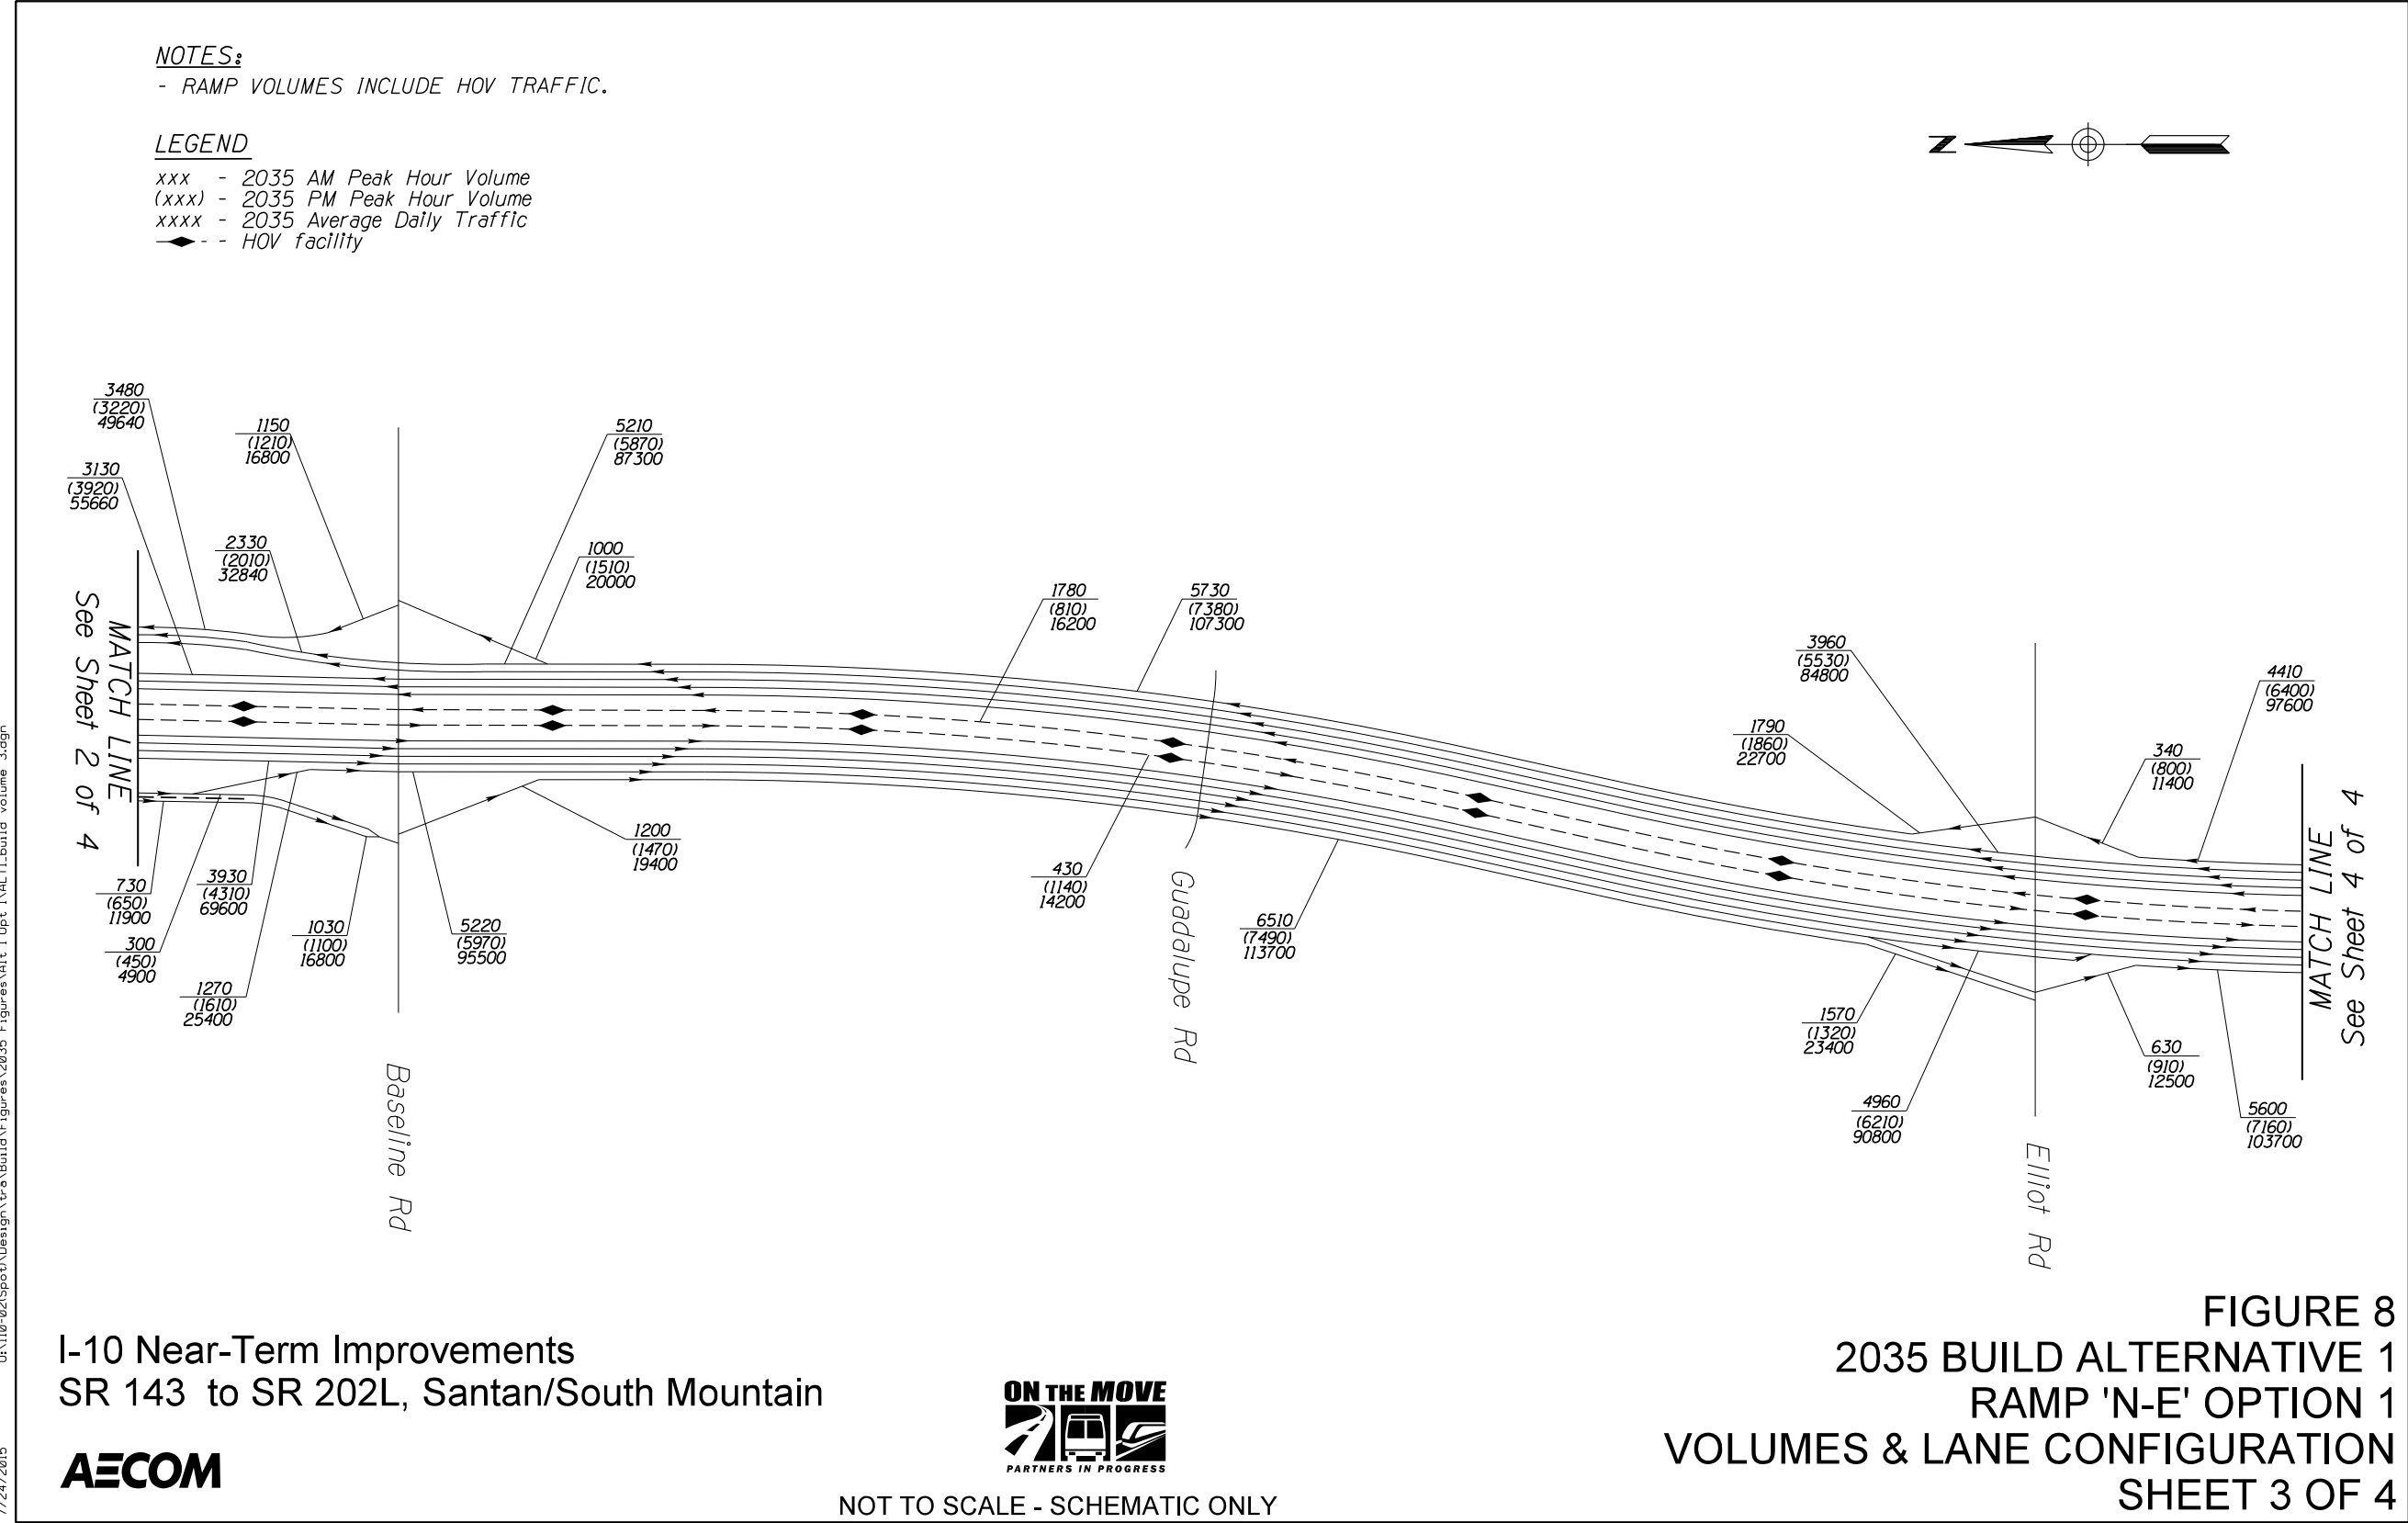 NOTES:
- RAMP VOLUMES INCLUDE HOV TRAFFIC.
LEGEND
xxx - 2035 AM Peak Hour Volume
(xxx) - 2035 PM Peak Hour Volume
xxxx - 2035 Average Daily Traffic
- HOV facility
N
3480
(3220)
49640
1150
(1210)
16800
5210
(5870)
87300
3130
(3920)
55660
2330
(2010)
32840
1000
(1510)
20000
1780
(810)
16200
5730
(7380)
107300
3960
(5530)
84800
4410
(6400)
97600
1790
(1860)
22700
340
(800)
11400
MATCH LINE
See Sheet 2 of 4
MATCH LINE
See Sheet 4 of 4
730
(650)
11900
3930
(4310)
69600
300
(450)
4900
1270
(1610)
25400
1030
(1100)
16800
5220
(5970)
95500
1200
(1470)
19400
430
(1140)
14200
6510
(7490)
113700
1570
(1320)
23400
4960
(6210)
90800
630
(910)
12500
5600
(7160)
103700
Baseline Rd
Guadalupe Rd
Elliot Rd
I-10 Near-Term Improvements
SR 143 to SR 202L, Santan/South Mountain
AECOM
ON THE MOVE
PARTNERS IN PROGRESS
NOT TO SCALE - SCHEMATIC ONLY
FIGURE 8
2035 BUILD ALTERNATIVE 1
RAMP 'N-E' OPTION 1
VOLUMES & LANE CONFIGURATION
SHEET 3 OF 4
7/24/2015